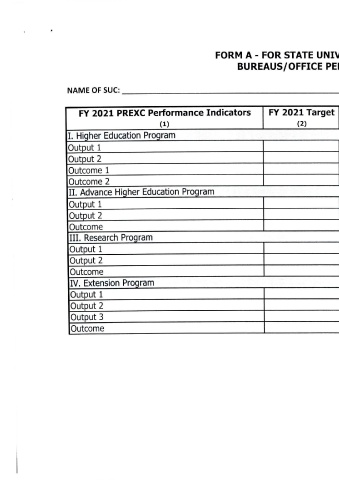 FORM A - FOR STATE UNIV
BUREAUS/OFFICE PE
NAME OF SUC:
FY 2021 PREXC Performance Indicators FY 2021 Target
(1) (2)
I. Higher Education Program
Output 1
Output 2
Outcome 1
Outcome 2
II. Advance Higher Education Program
Output 1
Output 2
Outcome
III. Research Program
Output 1
Output 2
Outcome
IV. Extension Program
Output 1
Output 2
Output 3
Outcome